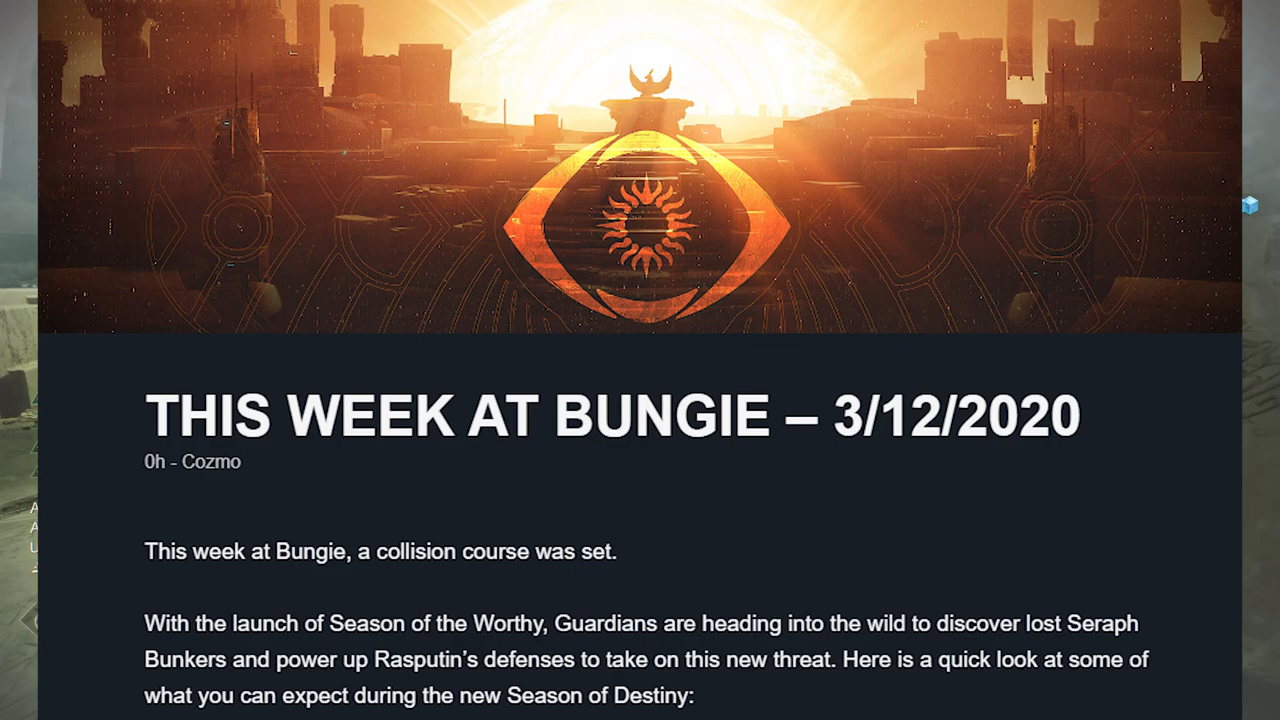 THIS WEEK AT BUNGIE – 3/12/2020
0h - Cozmo
This week at Bungie, a collision course was set.
With the launch of Season of the Worthy, Guardians are heading into the wild to discover lost Seraph
Bunkers and power up Rasputin's defenses to take on this new threat. Here is a quick look at some of
what you can expect during the new Season of Destiny: